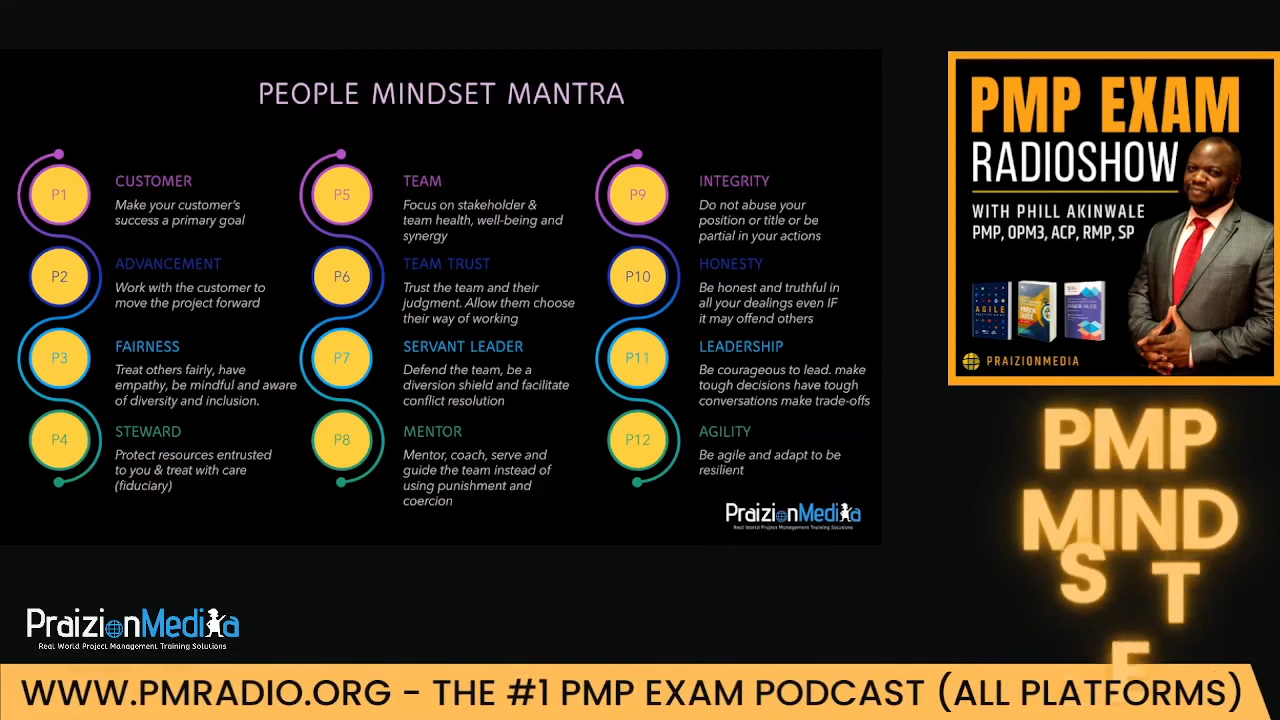 PEOPLE MINDSET MANTRA
P1
CUSTOMER
Make your customer's
success a primary goal
P2
ADVANCEMENT
Work with the customer to
move the project forward
P3
FAIRNESS
Treat others fairly, have
empathy, be mindful and aware
of diversity and inclusion.
P4
STEWARD
Protect resources entrusted
to you & treat with care
(fiduciary)
P5
TEAM
Focus on stakeholder &
team health, well-being and
synergy
P6
TEAM TRUST
Trust the team and their
judgment. Allow them choose
their way of working
P7
SERVANT LEADER
Defend the team, be a
diversion shield and facilitate
conflict resolution
P8
MENTOR
Mentor, coach, serve and
guide the team instead of
using punishment and
coercion
P9
INTEGRITY
Do not abuse your
position or title or be
partial in your actions
P10
HONESTY
Be honest and truthful in
all your dealings even IF
it may offend others
P11
LEADERSHIP
Be courageous to lead. make
tough decisions have tough
conversations make trade-offs
P12
AGILITY
Be agile and adapt to be
resilient
PraizionMedia
Real World Project Management Training Solutions
PMP EXAM
RADIOSHOW
WITH PHILL AKINWALE
PMP, OPM3, ACP, RMP, SP
AGILE
PRAIZIONMEDIA
PMP
MIND
S T
E
PraizionMedia
Real World Project Management Training Solutions
WWW.PMRADIO.ORG - THE #1 PMP EXAM PODCAST (ALL PLATFORMS)